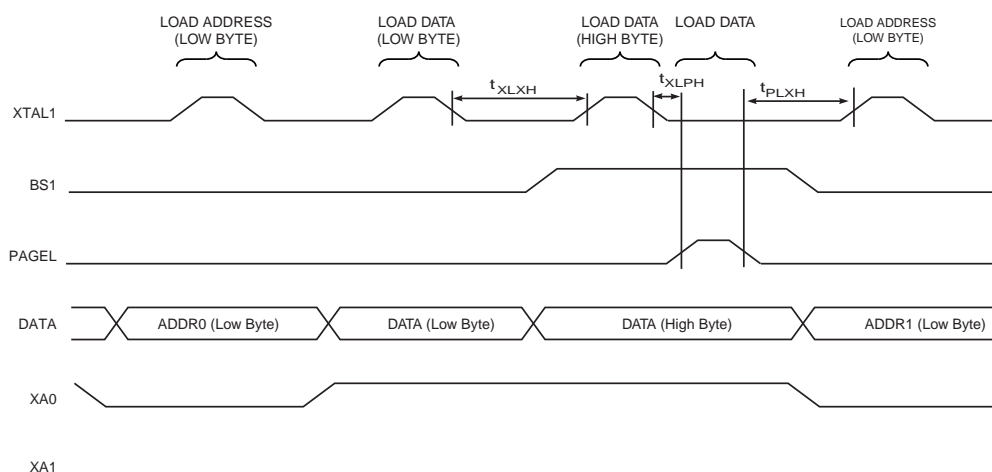 LOAD ADDRESS
(LOW BYTE)
LOAD DATA
(LOW BYTE)
LOAD DATA
(HIGH BYTE)
LOAD DATA
LOAD ADDRESS
(LOW BYTE)
tXLXH
tXLPH
tPLXH
XTAL1
BS1
PAGEL
DATA
ADDR0 (Low Byte)
DATA (Low Byte)
DATA (High Byte)
ADDR1 (Low Byte)
XA0
XA1